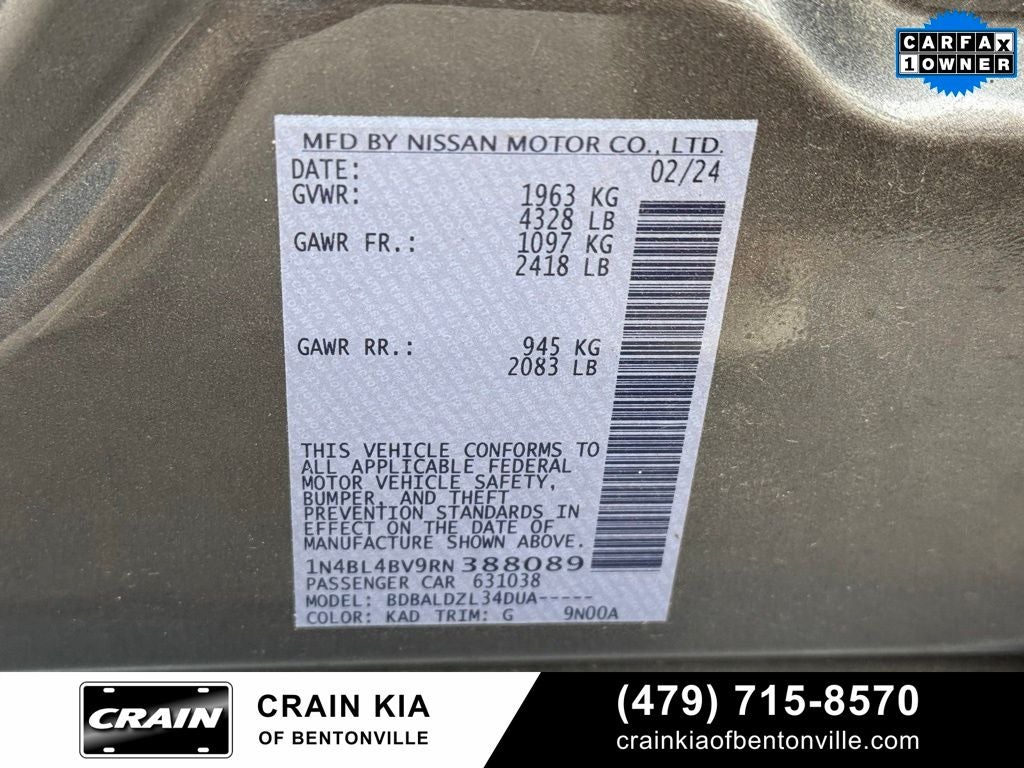 CARFAX
1 OWNER
MFD BY NISSAN MOTOR CO., LTD.
DATE: 02/24
GVWR: 1963 KG
4328 LB
GAWR FR.: 1097 KG
2418 LB
GAWR RR.: 945 KG
2083 LB
THIS VEHICLE CONFORMS TO
ALL APPLICABLE FEDERAL
MOTOR VEHICLE SAFETY,
BUMPER, AND THEFT
PREVENTION STANDARDS IN
EFFECT ON THE DATE OF
MANUFACTURE SHOWN ABOVE.
1N4BL4BV9RN388089
PASSENGER CAR 631038
MODEL: BDBALDZL34DUA-----
COLOR: KAD TRIM: G 9N00A
CRAIN
CRAIN KIA
OF BENTONVILLE
(479) 715-8570
crainkiaofbentonville.com